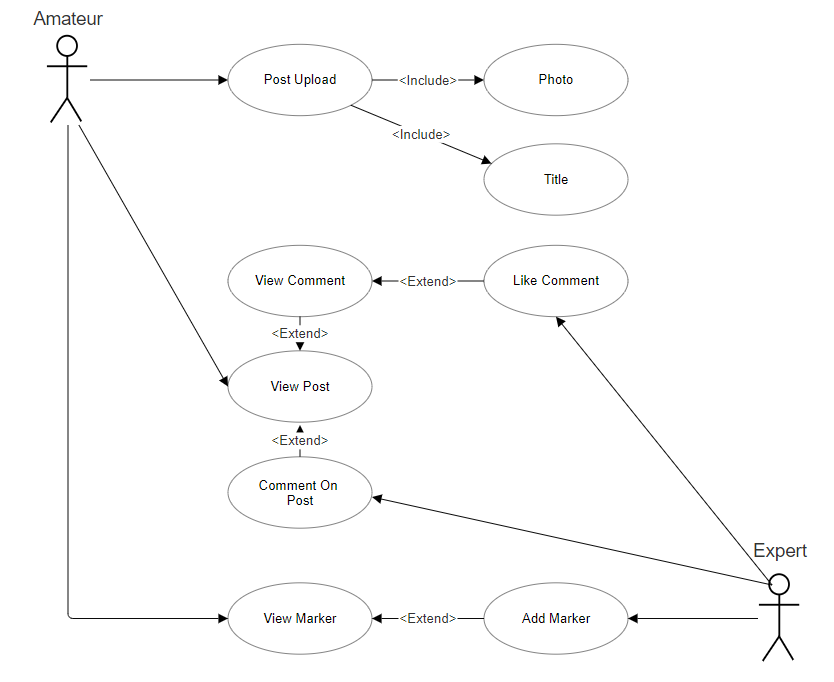 Amateur
Post Upload
<Include>
Photo
<Include>
Title
View Comment
<Extend>
Like Comment
<Extend>
View Post
<Extend>
Comment On
Post
Expert
View Marker
<Extend>
Add Marker